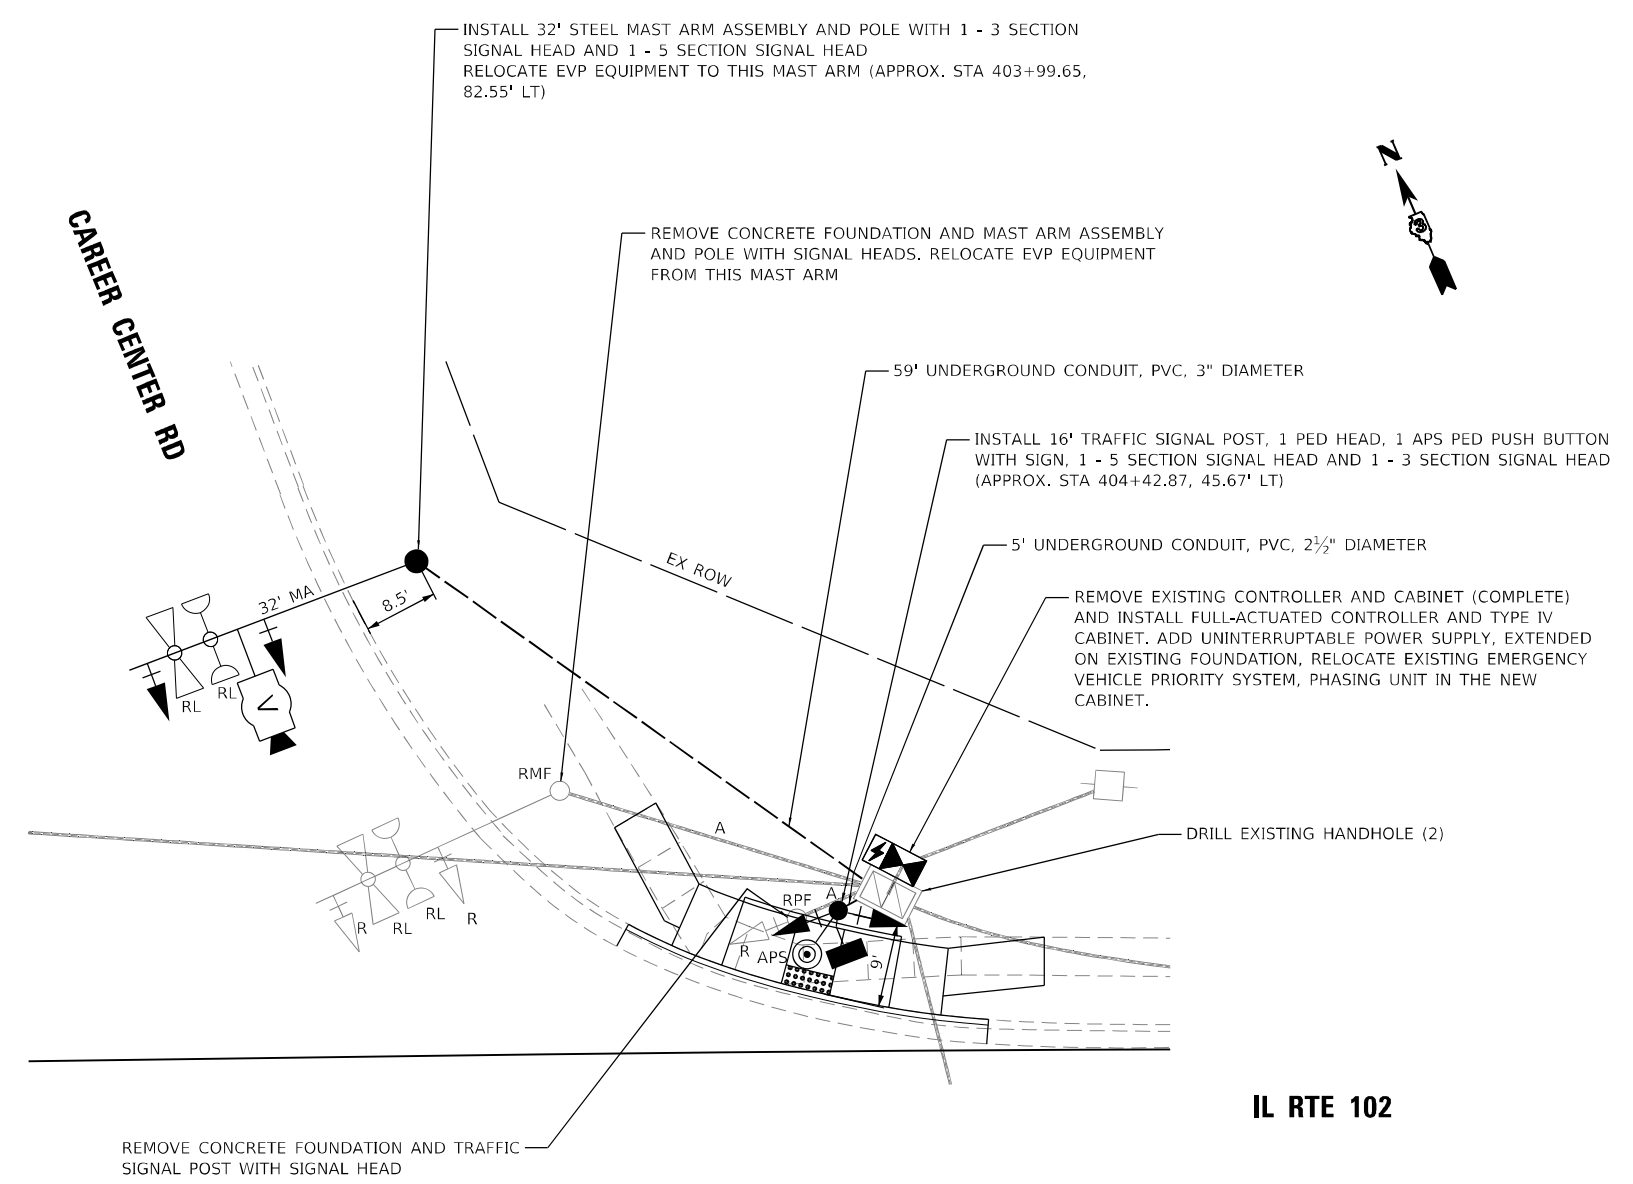 INSTALL 32' STEEL MAST ARM ASSEMBLY AND POLE WITH 1 - 3 SECTION
SIGNAL HEAD AND 1 - 5 SECTION SIGNAL HEAD
RELOCATE EVP EQUIPMENT TO THIS MAST ARM (APPROX. STA 403+99.65,
82.55' LT)
N
3
CAREER CENTER RD
REMOVE CONCRETE FOUNDATION AND MAST ARM ASSEMBLY
AND POLE WITH SIGNAL HEADS. RELOCATE EVP EQUIPMENT
FROM THIS MAST ARM
59' UNDERGROUND CONDUIT, PVC, 3" DIAMETER
INSTALL 16' TRAFFIC SIGNAL POST, 1 PED HEAD, 1 APS PED PUSH BUTTON
WITH SIGN, 1 - 5 SECTION SIGNAL HEAD AND 1 - 3 SECTION SIGNAL HEAD
(APPROX. STA 404+42.87, 45.67' LT)
5' UNDERGROUND CONDUIT, PVC, 2½" DIAMETER
EX ROW
REMOVE EXISTING CONTROLLER AND CABINET (COMPLETE)
AND INSTALL FULL-ACTUATED CONTROLLER AND TYPE IV
CABINET. ADD UNINTERRUPTABLE POWER SUPPLY, EXTENDED
ON EXISTING FOUNDATION, RELOCATE EXISTING EMERGENCY
VEHICLE PRIORITY SYSTEM, PHASING UNIT IN THE NEW
CABINET.
32' MA
8.5'
RL
RL
V
RMF
A
DRILL EXISTING HANDHOLE (2)
A
RPF
R
RL
RL
R
R
APS
9'
IL RTE 102
REMOVE CONCRETE FOUNDATION AND TRAFFIC
SIGNAL POST WITH SIGNAL HEAD